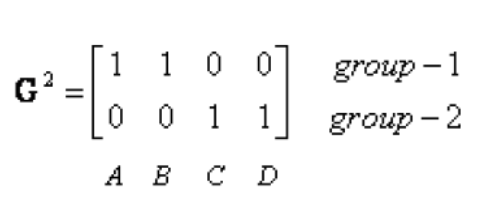 1 1 0 0 group – 1
G² =
0 0 1 1 group – 2
A B C D